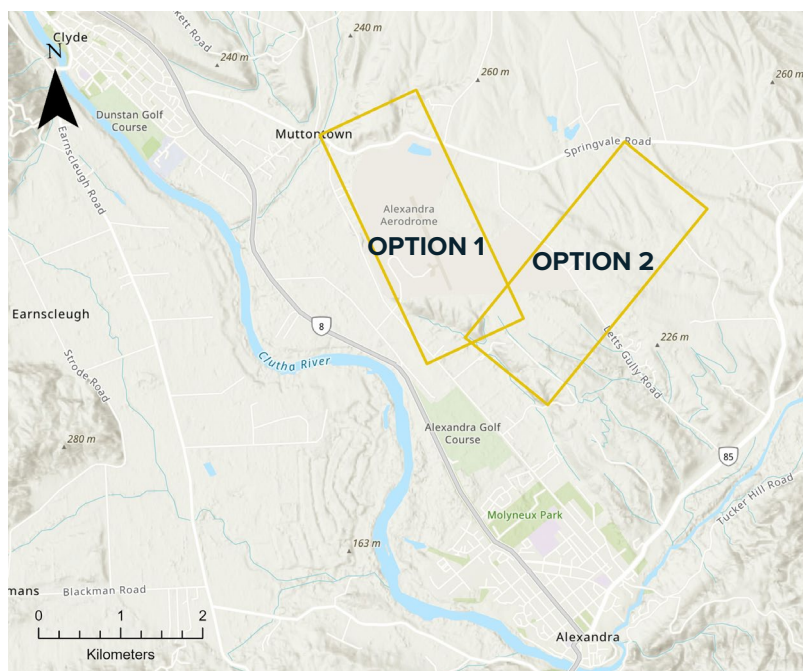 240 m
ckett Road
Clyde
N
240 m
260 m
260 m
Dunstan Golf
Course
Muttontown
Springvale Road
Earnscleugh Road
Alexandra
Aerodrome
OPTION 1
OPTION 2
Earnscleugh
8
Letts Gully Road
226 m
Clutha River
Strode Road
Alexandra Golf
Course
280 m
85
Tucker Hill Road
Molyneux Park
163 m
mans
Blackman Road
0
1
2
Kilometers
Alexandra